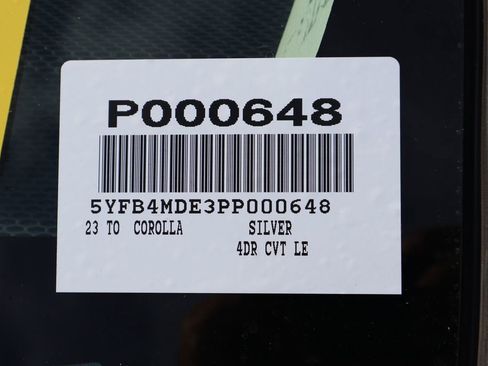 P000648
5YFB4MDE3PP000648
23 TO COROLLA SILVER
4DR CVT LE